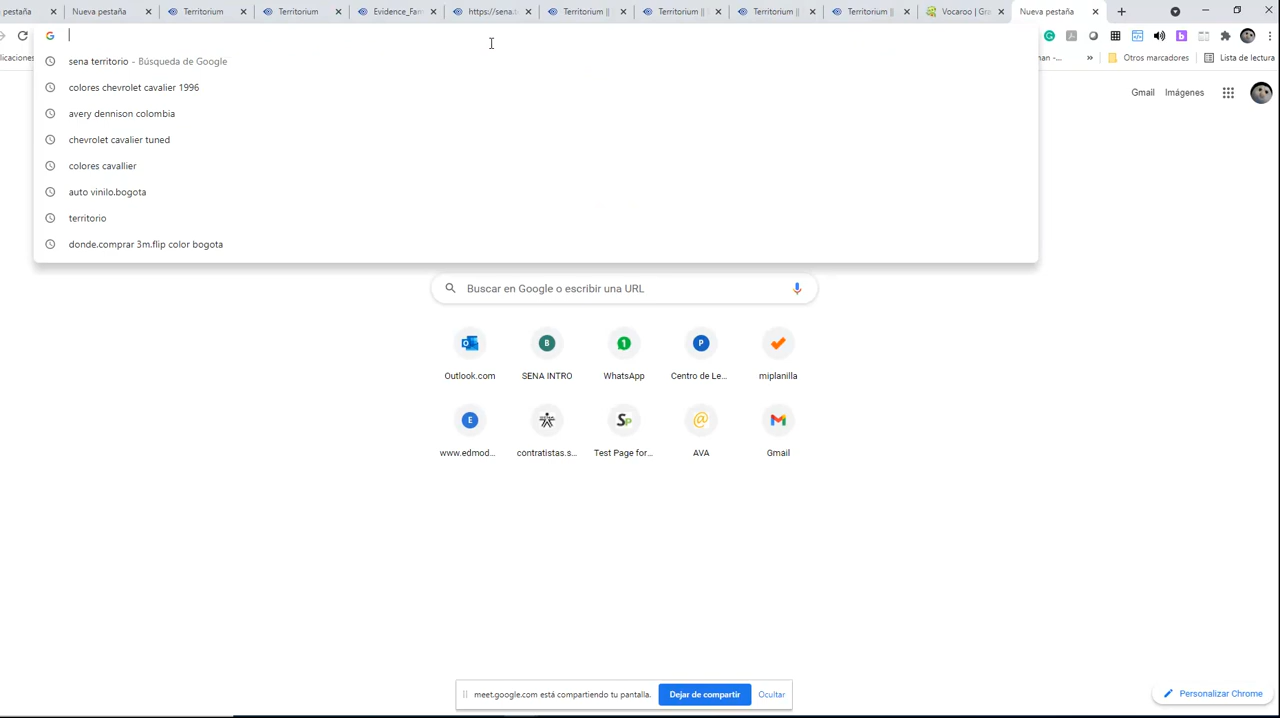 pestaña Nueva pestaña Territorium Territorium Evidence_Fam https://sena.t Territorium || Territorium || Territorium || Territorium || Vocaroo | Gra Nueva pestaña
licaciones man -... » Otros marcadores Lista de lectura
sena territorio - Búsqueda de Google
colores chevrolet cavalier 1996
avery dennison colombia
chevrolet cavalier tuned
colores cavallier
auto vinilo.bogota
territorio
donde.comprar 3m.flip color bogota
Gmail Imágenes
Buscar en Google o escribir una URL
Outlook.com SENA INTRO WhatsApp Centro de Le... miplanilla
www.edmod... contratistas.s... Test Page for... AVA Gmail
meet.google.com está compartiendo tu pantalla. Dejar de compartir Ocultar
Personalizar Chrome